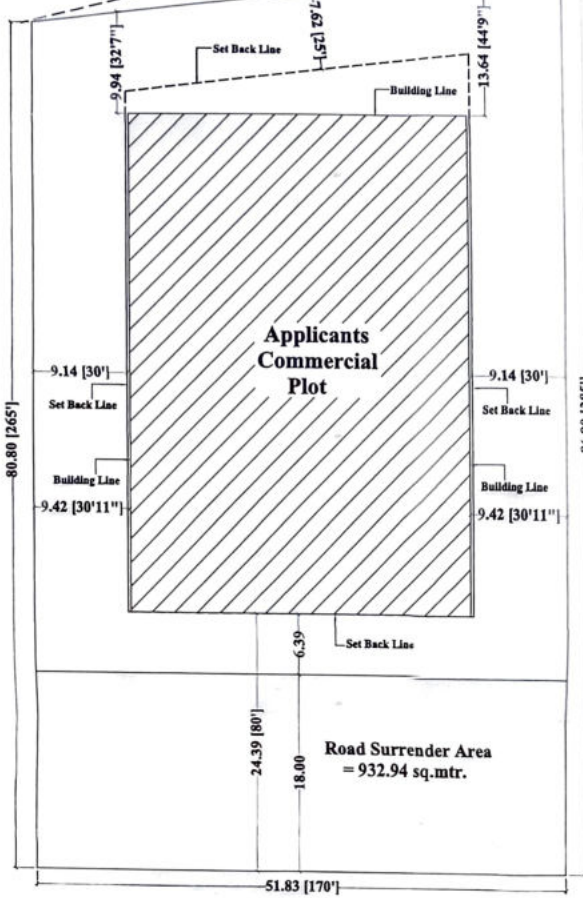 7.62 [25']
9.94 [32'7"]
13.64 [44'9"]
Set Back Line
Building Line
Applicants
Commercial
Plot
9.14 [30']
Set Back Line
Building Line
9.42 [30'11"]
9.14 [30']
Set Back Line
Building Line
9.42 [30'11"]
80.80 [265']
Set Back Line
6.39
24.39 [80']
18.00
Road Surrender Area
= 932.94 sq.mtr.
51.83 [170']